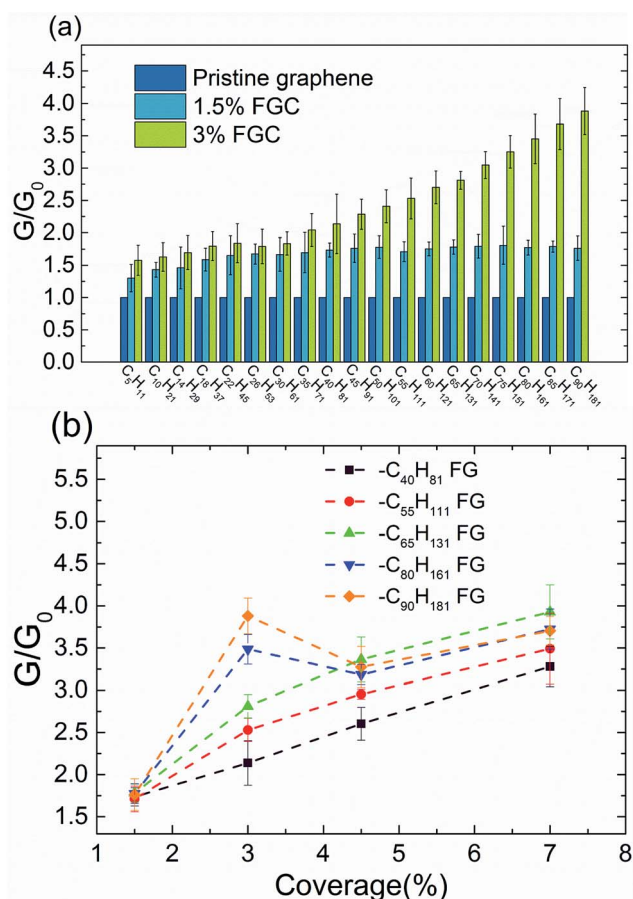 (a)
G/G₀
4.5
4.0
3.5
3.0
2.5
2.0
1.5
1.0
0.5
0.0
Pristine graphene
1.5% FGC
3% FGC
C₅H₁₁
C₁₀H₂₁
C₁₄H₂₉
C₁₈H₃₇
C₂₂H₄₅
C₂₆H₅₃
C₃₀H₆₁
C₃₅H₇₁
C₄₀H₈₁
C₄₅H₉₁
C₅₀H₁₀₁
C₅₅H₁₁₁
C₆₀H₁₂₁
C₆₅H₁₃₁
C₇₀H₁₄₁
C₇₅H₁₅₁
C₈₀H₁₆₁
C₈₅H₁₇₁
C₉₀H₁₈₁
(b)
G/G₀
5.5
5.0
4.5
4.0
3.5
3.0
2.5
2.0
1.5
-C₄₀H₈₁ FG
-C₅₅H₁₁₁ FG
-C₆₅H₁₃₁ FG
-C₈₀H₁₆₁ FG
-C₉₀H₁₈₁ FG
1 2 3 4 5 6 7 8
Coverage(%)